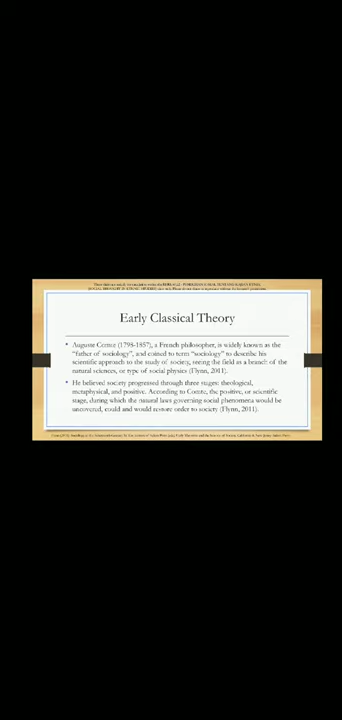 Early Classical Theory
• Auguste Comte (1798-1857), a French philosopher, is widely known as the
"father of sociology", and coined to term "sociology" to describe his
scientific approach to the study of society, seeing the field as a branch of the
natural sciences, or type of social physics (Flynn, 2011).
• He believed society progressed through three stages: theological,
metaphysical, and positive. According to Comte, the positive, or scientific
stage, during which the natural laws governing social phenomena would be
uncovered, could and would restore order to society (Flynn, 2011).